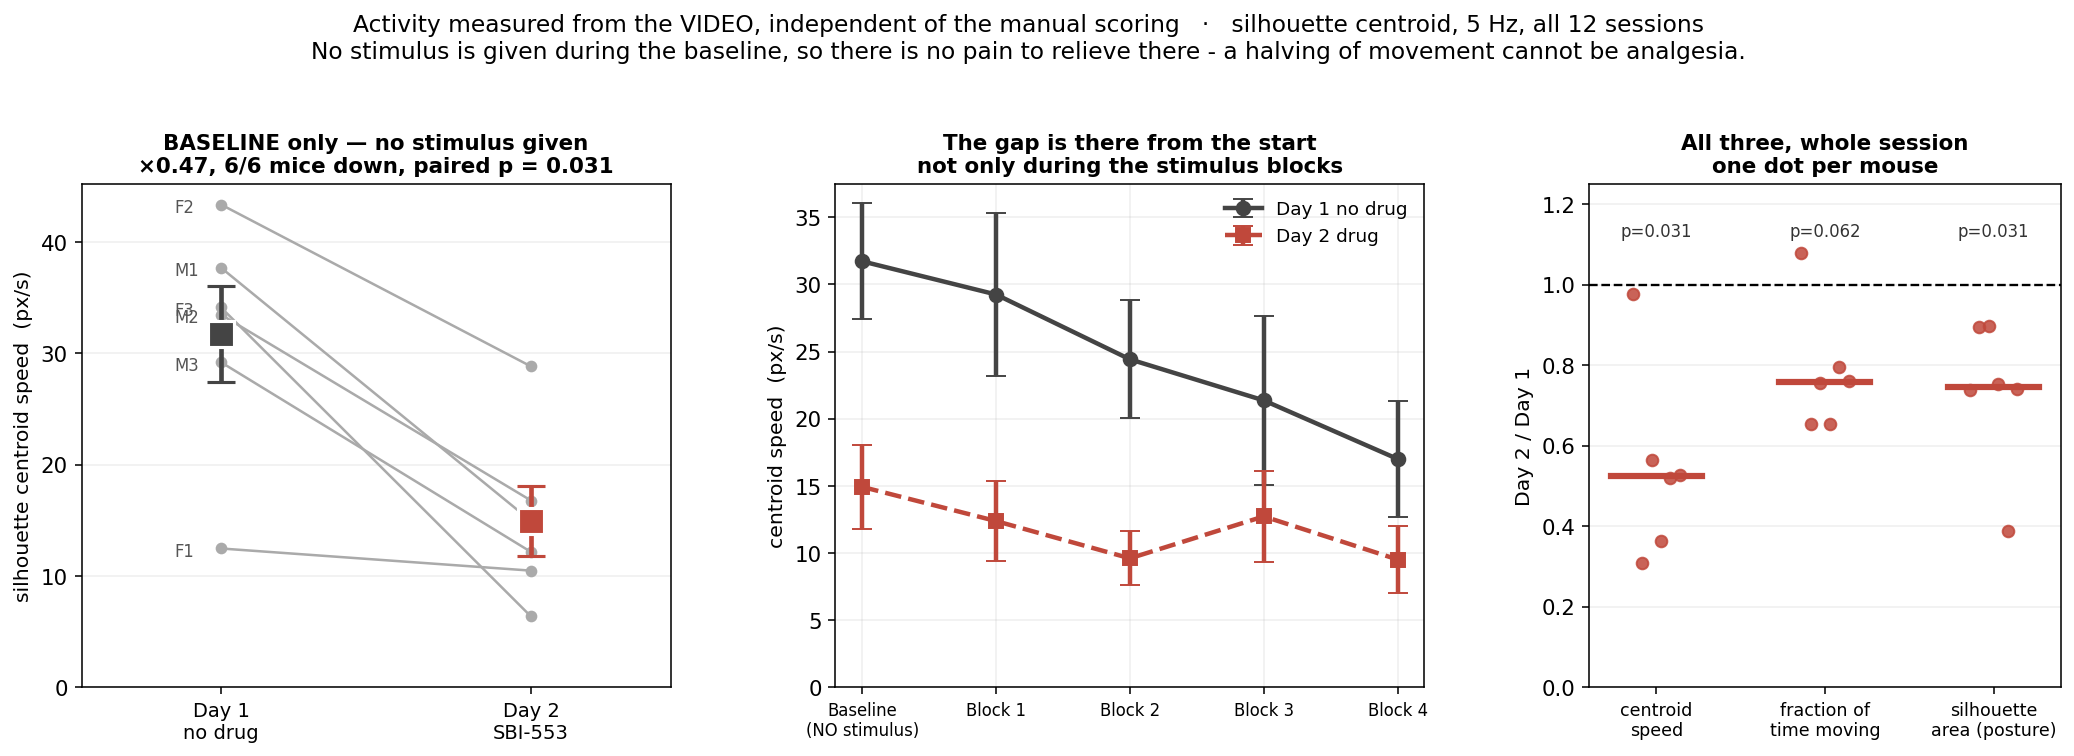 Activity measured from the VIDEO, independent of the manual scoring · silhouette centroid, 5 Hz, all 12 sessions
No stimulus is given during the baseline, so there is no pain to relieve there - a halving of movement cannot be analgesia.
BASELINE only — no stimulus given
×0.47, 6/6 mice down, paired p = 0.031
silhouette centroid speed (px/s)
40
30
20
10
0
F2
M1
F3
M2
M3
F1
Day 1
no drug
Day 2
SBI-553
The gap is there from the start
not only during the stimulus blocks
centroid speed (px/s)
35
30
25
20
15
10
5
0
Day 1 no drug
Day 2 drug
Baseline
(NO stimulus)
Block 1
Block 2
Block 3
Block 4
All three, whole session
one dot per mouse
Day 2 / Day 1
1.2
1.0
0.8
0.6
0.4
0.2
0.0
p=0.031
p=0.062
p=0.031
centroid
speed
fraction of
time moving
silhouette
area (posture)